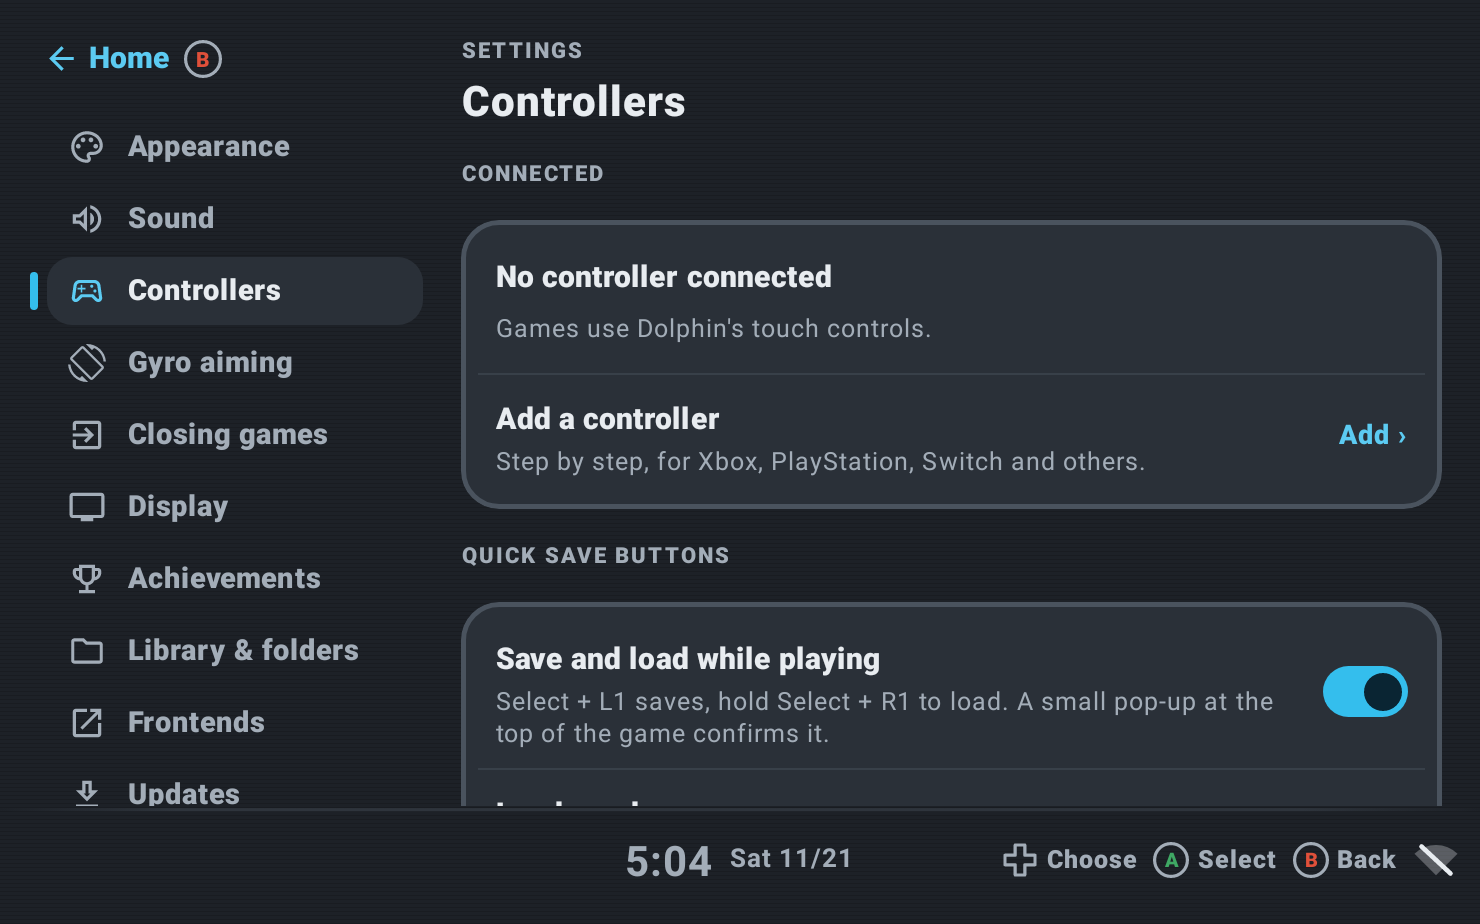 Home B
Appearance
Sound
Controllers
Gyro aiming
Closing games
Display
Achievements
Library & folders
Frontends
Updates
SETTINGS
Controllers
CONNECTED
No controller connected
Games use Dolphin's touch controls.
Add a controller
Step by step, for Xbox, PlayStation, Switch and others.
Add ›
QUICK SAVE BUTTONS
Save and load while playing
Select + L1 saves, hold Select + R1 to load. A small pop-up at the
top of the game confirms it.
5:04 Sat 11/21
Choose A Select B Back